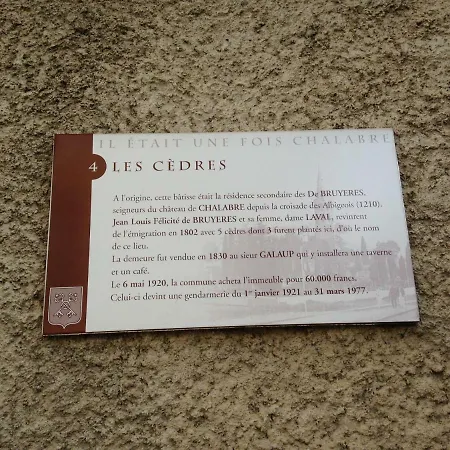 IL ÉTAIT UNE FOIS CHALABRE
4 LES CÈDRES
A l'origine, cette bâtisse était la résidence secondaire des De BRUYERES,
seigneurs du château de CHALABRE depuis la croisade des Albigeois (1210).
Jean Louis Félicité de BRUYERES et sa femme, dame LAVAL, revinrent
de l'émigration en 1802 avec 5 cèdres dont 3 furent plantés ici, d'ou le nom
de ce lieu.
La demeure fut vendue en 1830 au sieur GALAUP qui y installera une taverne
et un café.
Le 6 mai 1920, la commune acheta l'immeuble pour 60.000 francs.
Celui-ci devint une gendarmerie du 1er janvier 1921 au 31 mars 1977.